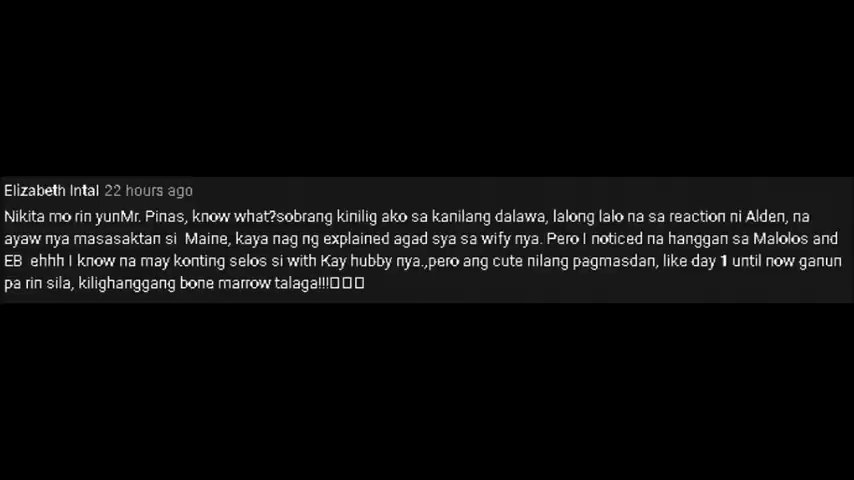 Elizabeth Intal 22 hours ago
Nikita mo rin yunMr. Pinas, know what?sobrang kinilig ako sa kanilang dalawa, lalong lalo na sa reaction ni Alden, na
ayaw nya masasaktan si Maine, kaya nag ng explained agad sya sa wify nya. Pero I noticed na hanggan sa Malolos and
EB ehhh I know na may konting selos si with Kay hubby nya.,pero ang cute nilang pagmasdan, like day 1 until now ganun
pa rin sila, kilighanggang bone marrow talaga!!!